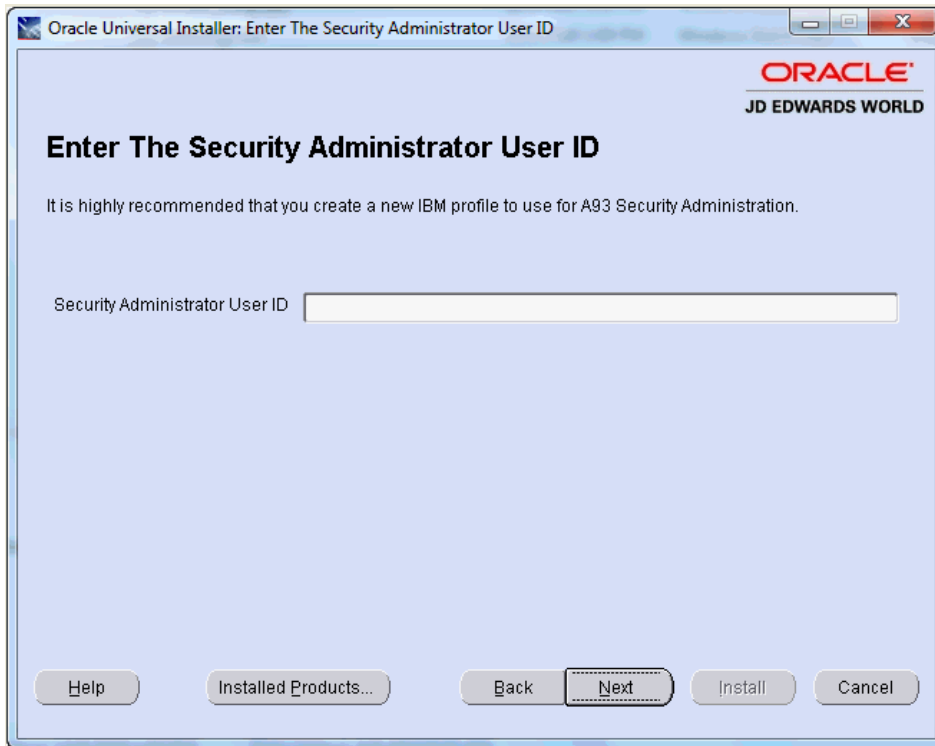 Oracle Universal Installer: Enter The Security Administrator User ID
ORACLE'
JD EDWARDS WORLD
Enter The Security Administrator User ID
It is highly recommended that you create a new IBM profile to use for A93 Security Administration.
Security Administrator User ID
Help Installed Products... Back Next Install Cancel